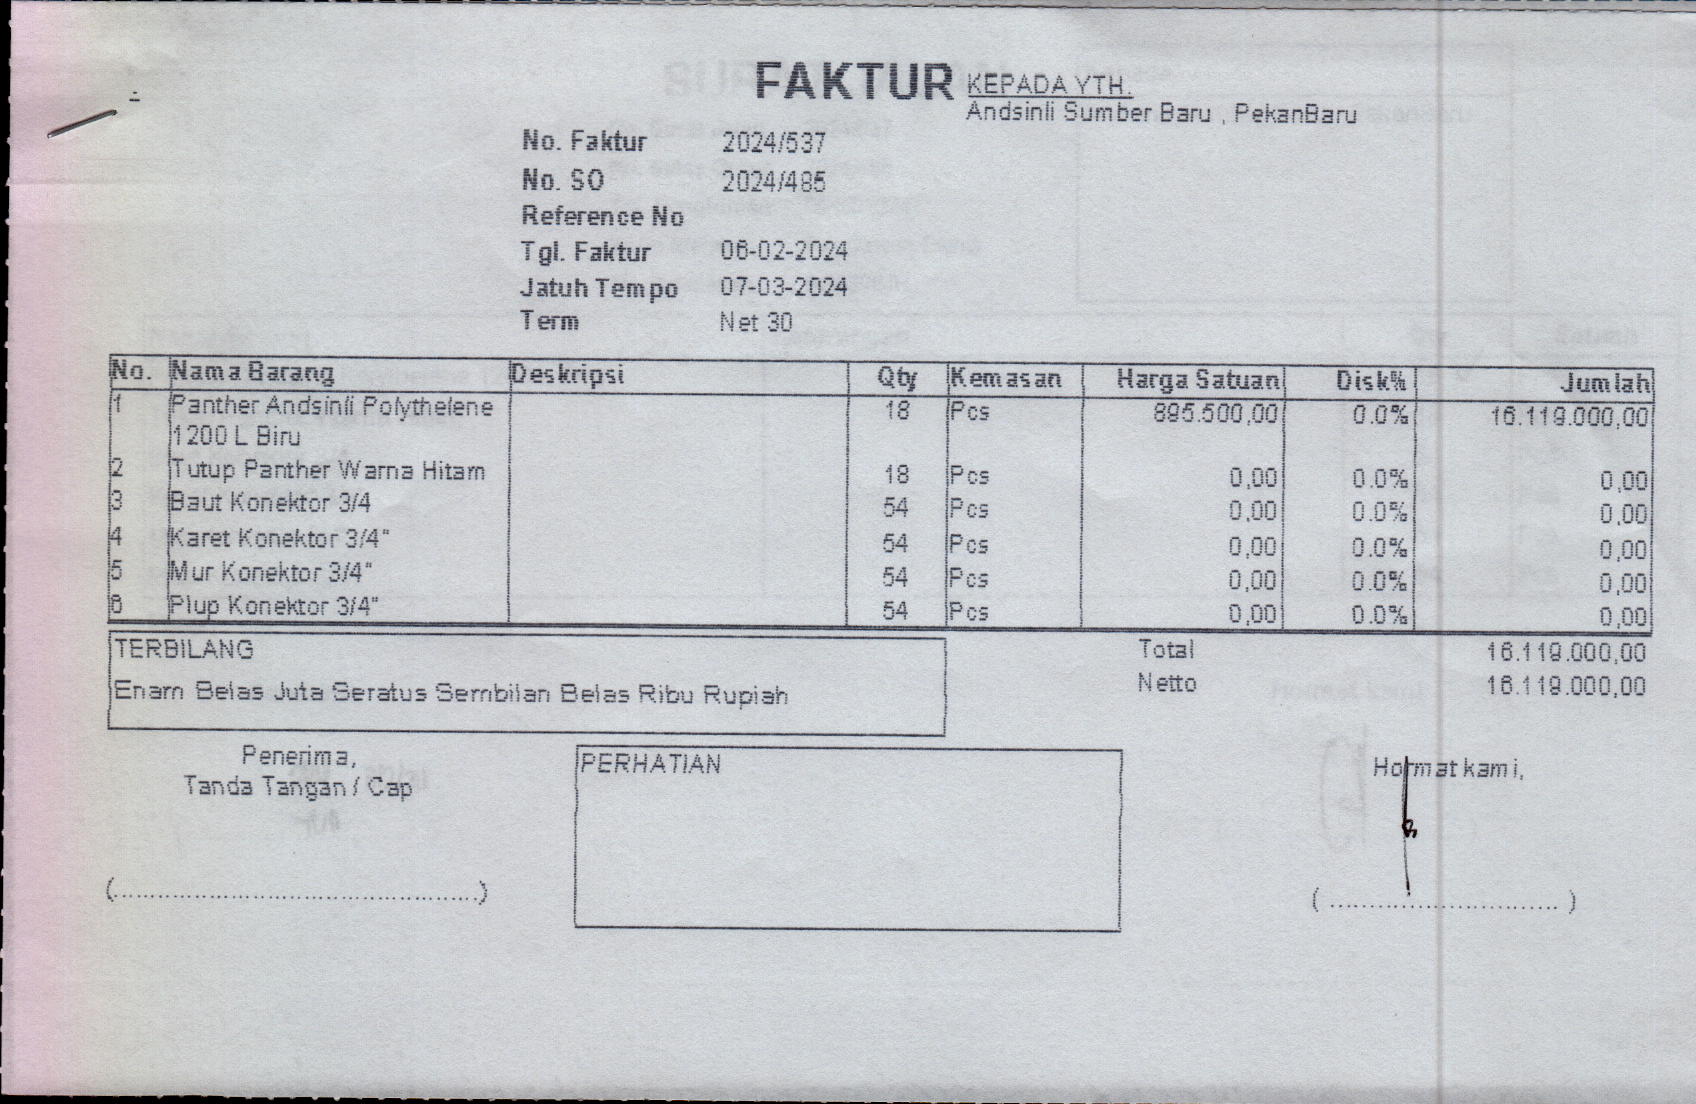 FAKTUR
KEPADA YTH.
Andsinli Sumber Baru , PekanBaru
No. Faktur 2024/537
No. SO 2024/485
Reference No
Tgl. Faktur 06-02-2024
Jatuh Tempo 07-03-2024
Term Net 30
No. Nama Barang Deskripsi Qty Kemasan Harga Satuan Disk% Jumlah
1 Panther Andsinli Polythelene 18 Pcs 895.500,00 0.0% 16.119.000,00
1200 L Biru
2 Tutup Panther Warna Hitam 18 Pcs 0,00 0.0% 0,00
3 Baut Konektor 3/4 54 Pcs 0,00 0.0% 0,00
4 Karet Konektor 3/4" 54 Pcs 0,00 0.0% 0,00
5 Mur Konektor 3/4" 54 Pcs 0,00 0.0% 0,00
6 Plup Konektor 3/4" 54 Pcs 0,00 0.0% 0,00
TERBILANG
Enam Belas Juta Seratus Sembilan Belas Ribu Rupiah
Total 16.119.000,00
Netto 16.119.000,00
Penerima,
Tanda Tangan / Cap
(................................................)
PERHATIAN
Hormat kami,
( .............................. )